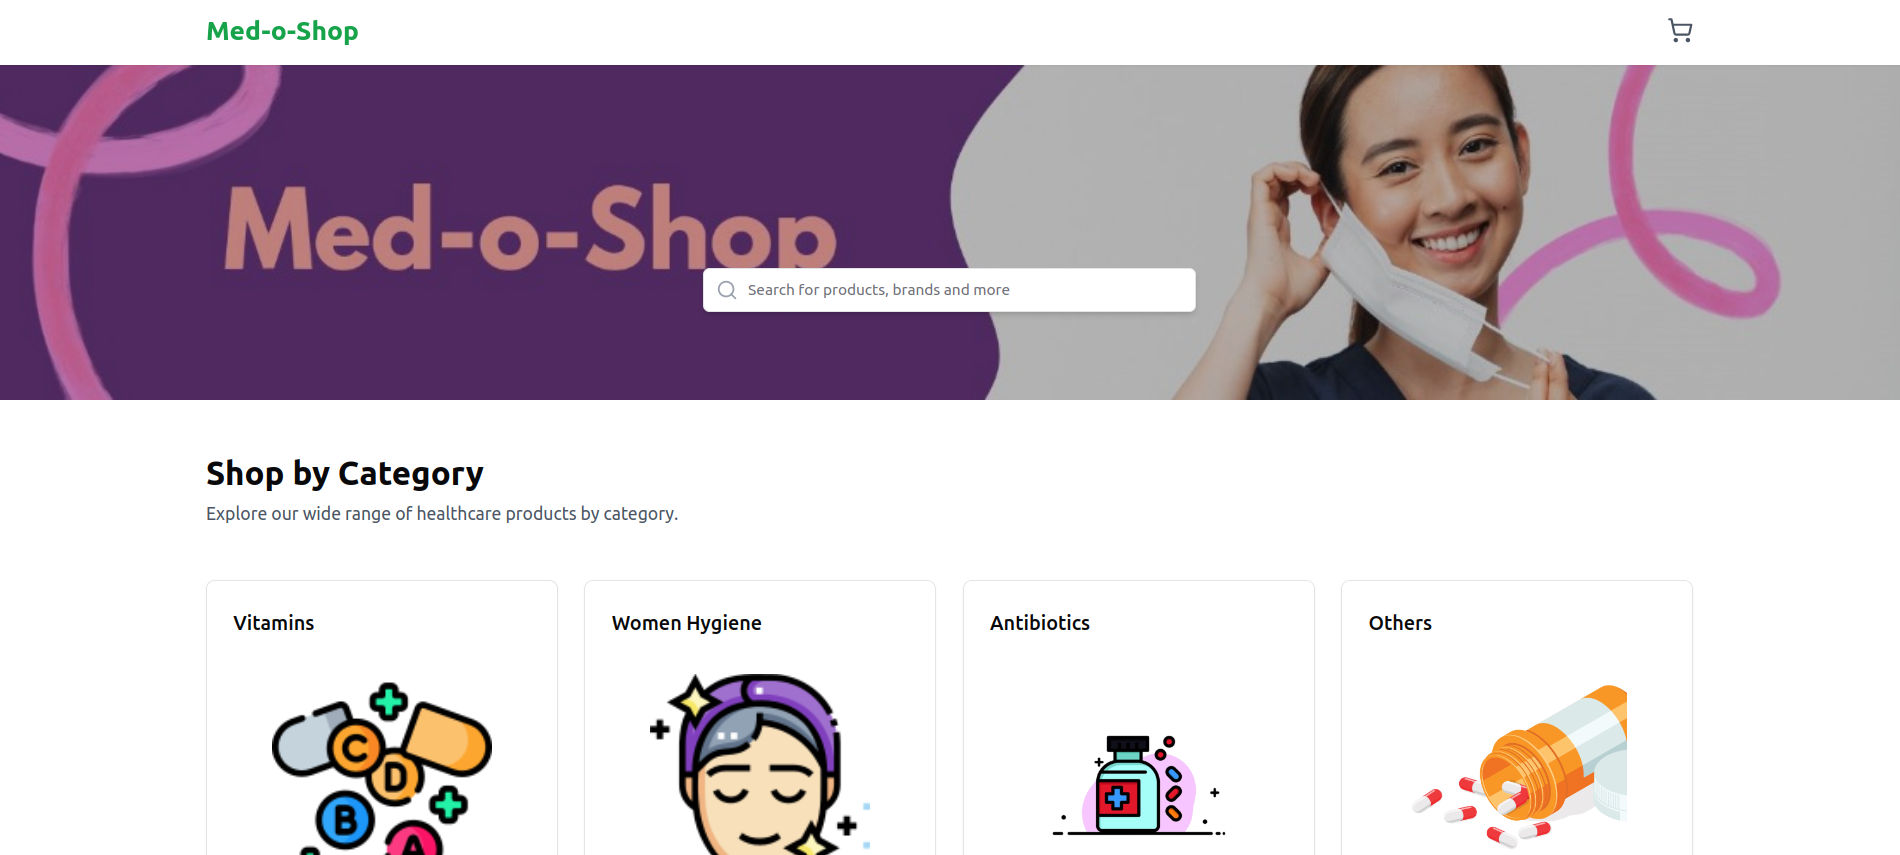 Med-o-Shop
Med-o-Shop
Search for products, brands and more
Shop by Category
Explore our wide range of healthcare products by category.
Vitamins
Women Hygiene
Antibiotics
Others
C
D
B
A